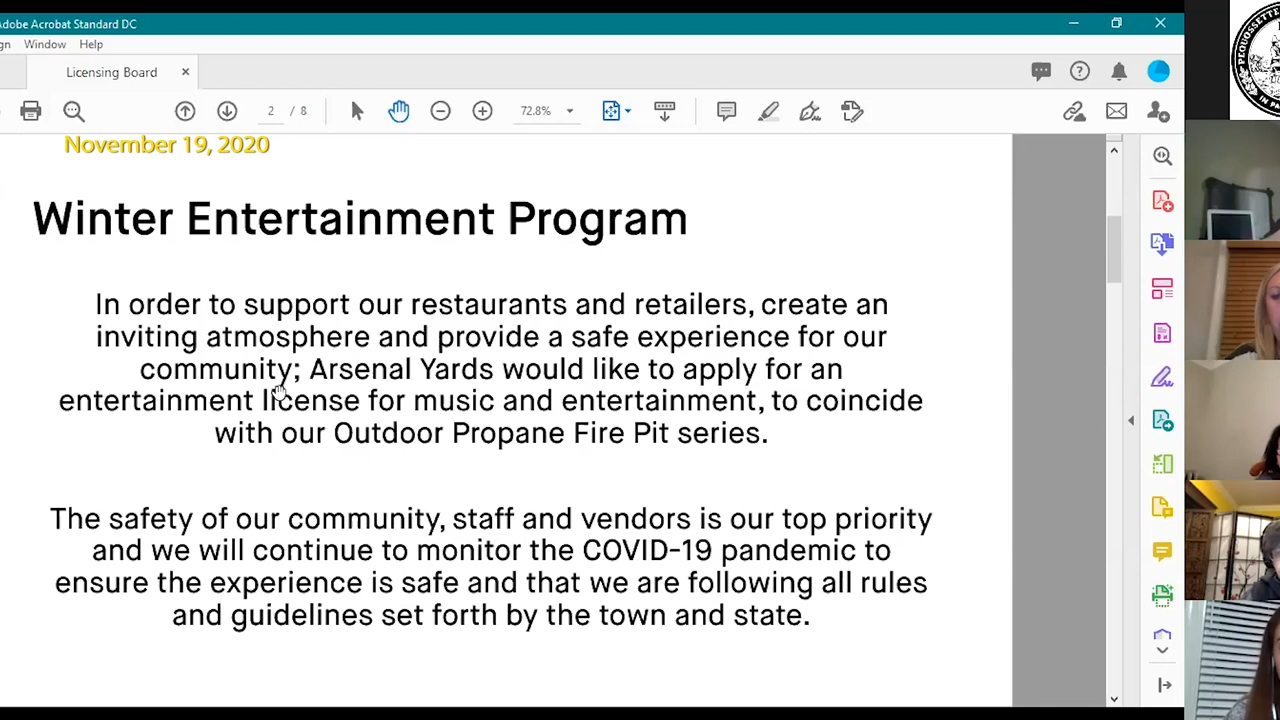 Adobe Acrobat Standard DC
Window Help
Licensing Board
2 / 8
72.8%
November 19, 2020
Winter Entertainment Program
In order to support our restaurants and retailers, create an
inviting atmosphere and provide a safe experience for our
community; Arsenal Yards would like to apply for an
entertainment license for music and entertainment, to coincide
with our Outdoor Propane Fire Pit series.
The safety of our community, staff and vendors is our top priority
and we will continue to monitor the COVID-19 pandemic to
ensure the experience is safe and that we are following all rules
and guidelines set forth by the town and state.
PEQUOSSETTE